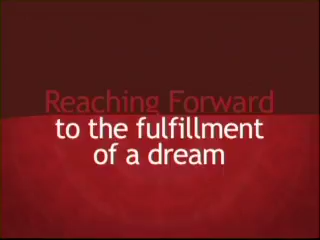 Reaching Forward
to the fulfillment
of a dream